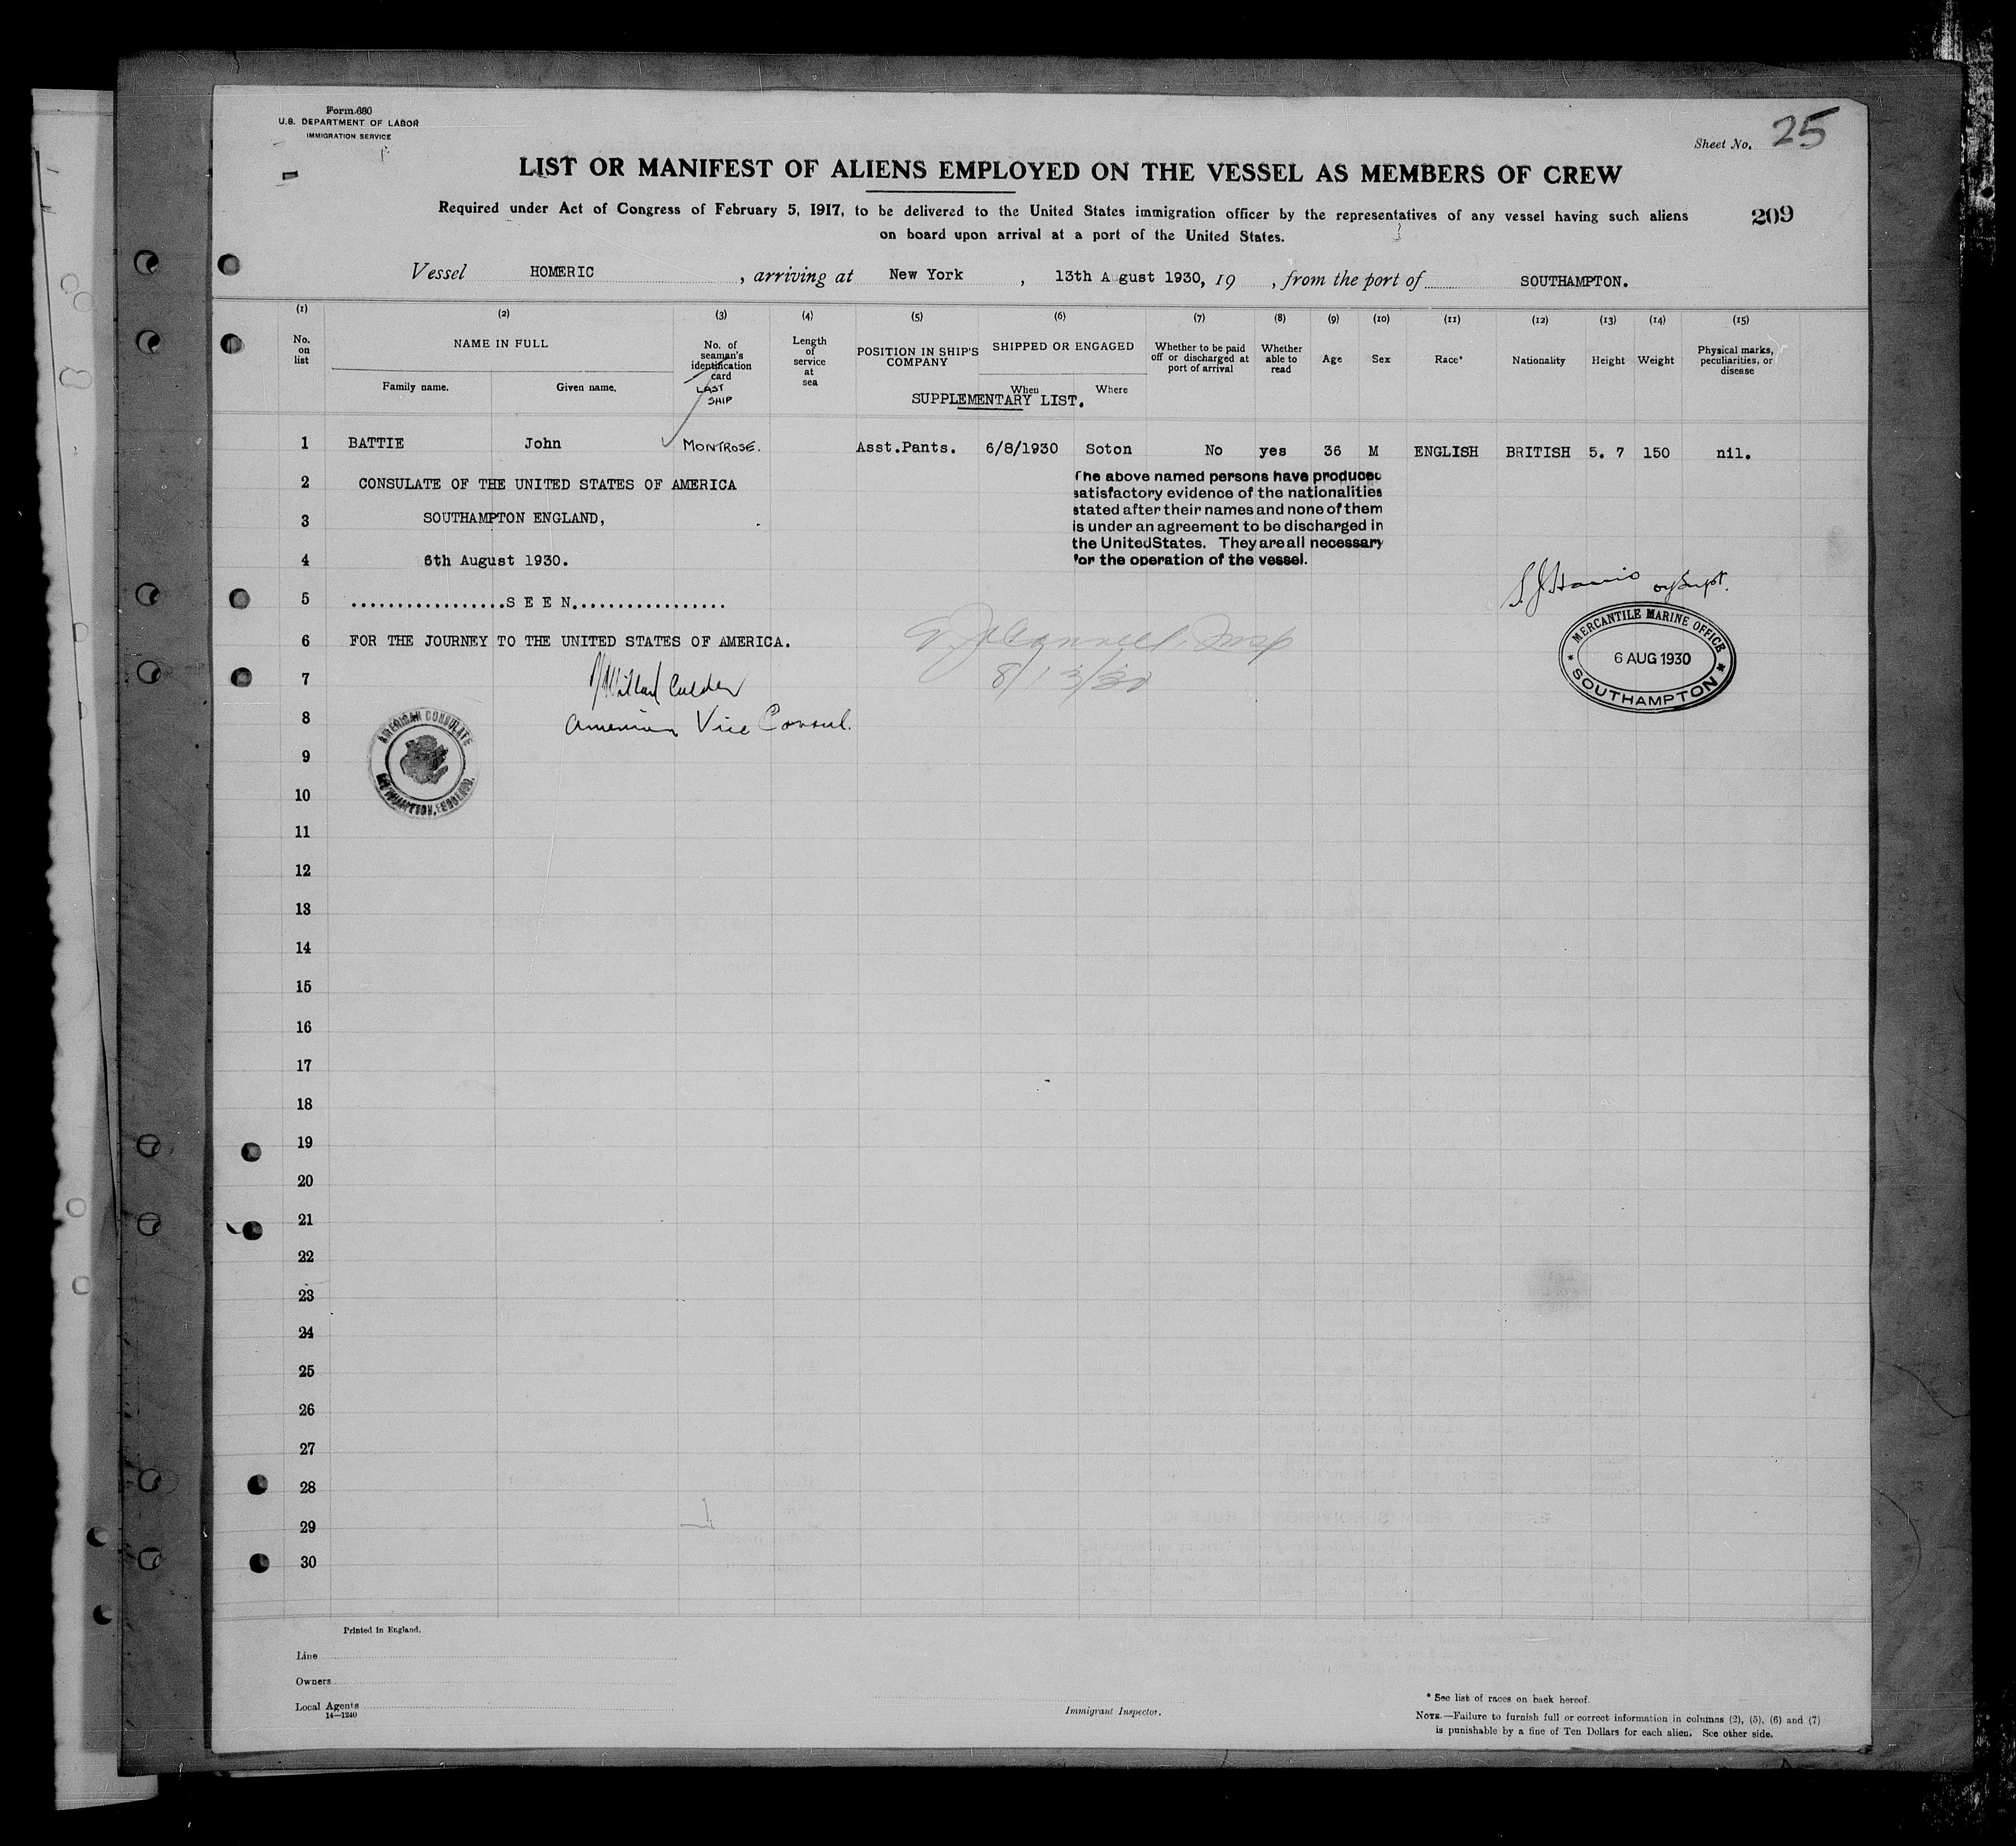 Form 680
U.S. DEPARTMENT OF LABOR
IMMIGRATION SERVICE
Sheet No. 25
LIST OR MANIFEST OF ALIENS EMPLOYED ON THE VESSEL AS MEMBERS OF CREW
Required under Act of Congress of February 5, 1917, to be delivered to the United States immigration officer by the representatives of any vessel having such aliens
on board upon arrival at a port of the United States.
209
Vessel HOMERIC, arriving at New York, 13th August 1930, 19 , from the port of SOUTHAMPTON.
(1) (2) (3) (4) (5) (6) (7) (8) (9) (10) (11) (12) (13) (14) (15)
No. on list
NAME IN FULL
Family name. Given name.
No. of seaman's identification card
LAST SHIP
Length of service at sea
POSITION IN SHIP'S COMPANY
SHIPPED OR ENGAGED
When Where
Whether to be paid off or discharged at port of arrival
Whether able to read
Age
Sex
Race*
Nationality
Height
Weight
Physical marks, peculiarities, or disease
SUPPLEMENTARY LIST.
1 BATTIE John MONTROSE. Asst.Pants. 6/8/1930 Soton No yes 36 M ENGLISH BRITISH 5. 7 150 nil.
The above named persons have produced
satisfactory evidence of the nationalities
stated after their names and none of them
is under an agreement to be discharged in
the United States. They are all necessary
for the operation of the vessel.
2 CONSULATE OF THE UNITED STATES OF AMERICA
3 SOUTHAMPTON ENGLAND,
4 6th August 1930.
5 .................S E E N.................
6 FOR THE JOURNEY TO THE UNITED STATES OF AMERICA.
7 Willard Calder
8 American Vice Consul.
AMERICAN CONSULATE
SOUTHAMPTON, ENGLAND.
Insp
8/13/30
MERCANTILE MARINE OFFICE
6 AUG 1930
SOUTHAMPTON
9
10
11
12
13
14
15
16
17
18
19
20
21
22
23
24
25
26
27
28
29
30
Printed in England.
Line
Owners
Local Agents
14—1240
Immigrant Inspector.
* See list of races on back hereof.
NOTE.—Failure to furnish full or correct information in columns (2), (5), (6) and (7)
is punishable by a fine of Ten Dollars for each alien. See other side.